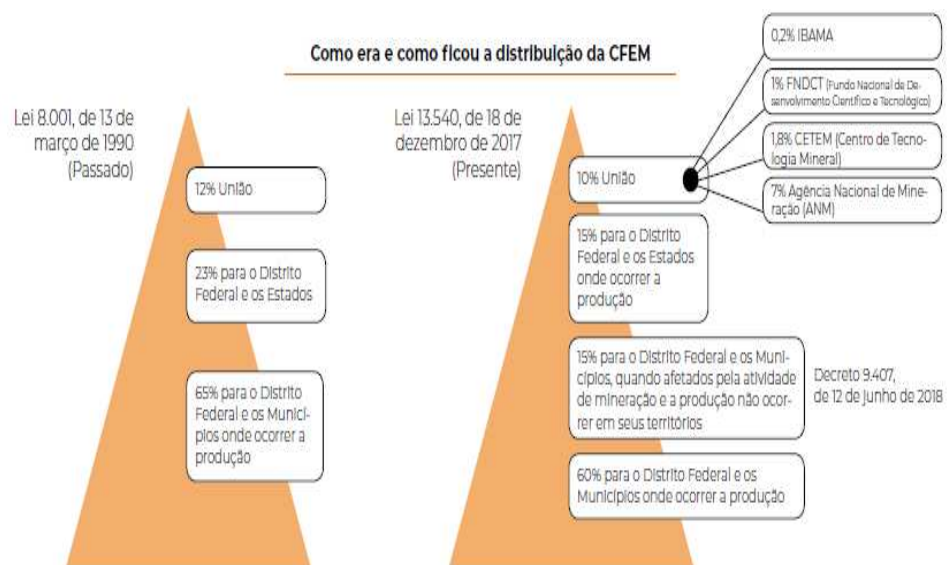 Como era e como ficou a distribuição da CFEM
Lei 8.001, de 13 de
março de 1990
(Passado)
12% União
23% para o Distrito
Federal e os Estados
65% para o Distrito
Federal e os Municí-
pios onde ocorrer a
produção
Lei 13.540, de 18 de
dezembro de 2017
(Presente)
10% União
0,2% IBAMA
1% FNDCT (Fundo Nacional de De-
senvolvimento Científico e Tecnológico)
1,8% CETEM (Centro de Tecno-
logia Mineral)
7% Agência Nacional de Mine-
ração (ANM)
15% para o Distrito
Federal e os Estados
onde ocorrer a
produção
15% para o Distrito Federal e os Muni-
cípios, quando afetados pela atividade
de mineração e a produção não ocor-
rer em seus territórios
Decreto 9.407,
de 12 de junho de 2018
60% para o Distrito Federal e os
Municípios onde ocorrer a produção